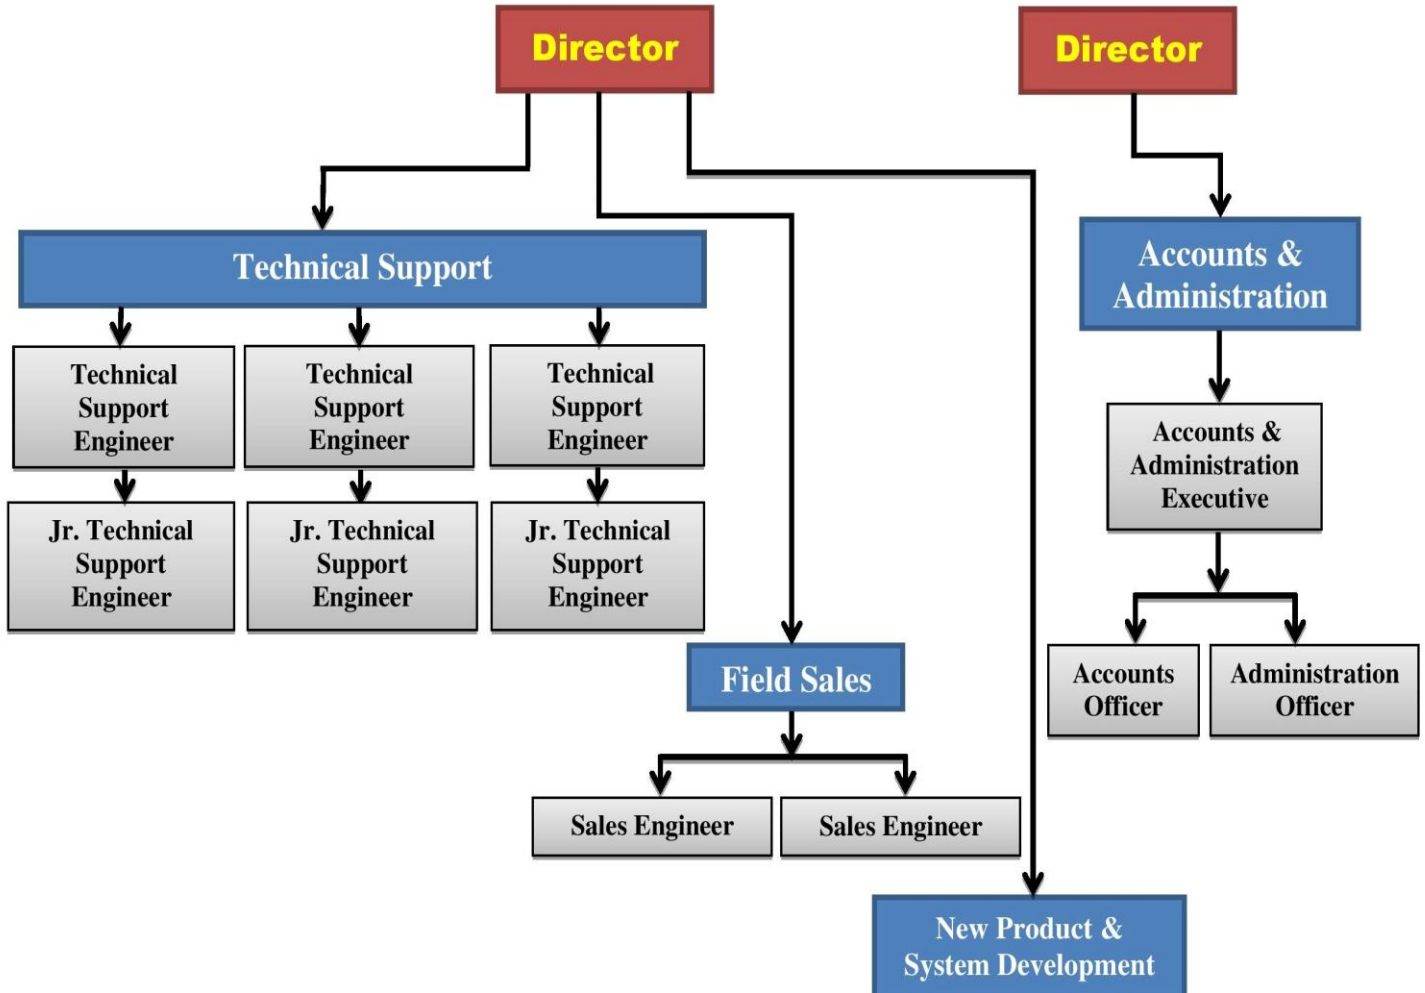 Director
Director
Technical Support
Accounts &
Administration
Technical
Support
Engineer
Technical
Support
Engineer
Technical
Support
Engineer
Accounts &
Administration
Executive
Jr. Technical
Support
Engineer
Jr. Technical
Support
Engineer
Jr. Technical
Support
Engineer
Field Sales
Accounts
Officer
Administration
Officer
Sales Engineer
Sales Engineer
New Product &
System Development